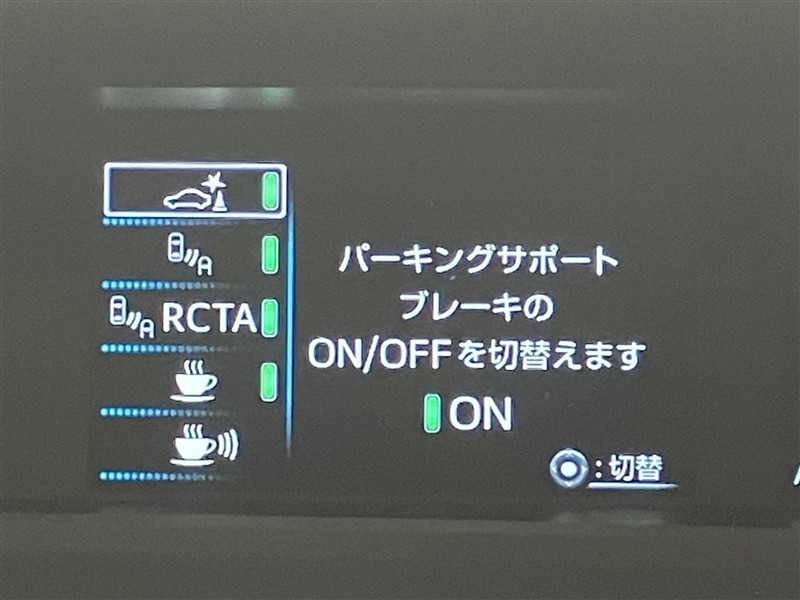 RCTA
パーキングサポート
ブレーキの
ON/OFFを切替えます
ON
:切替